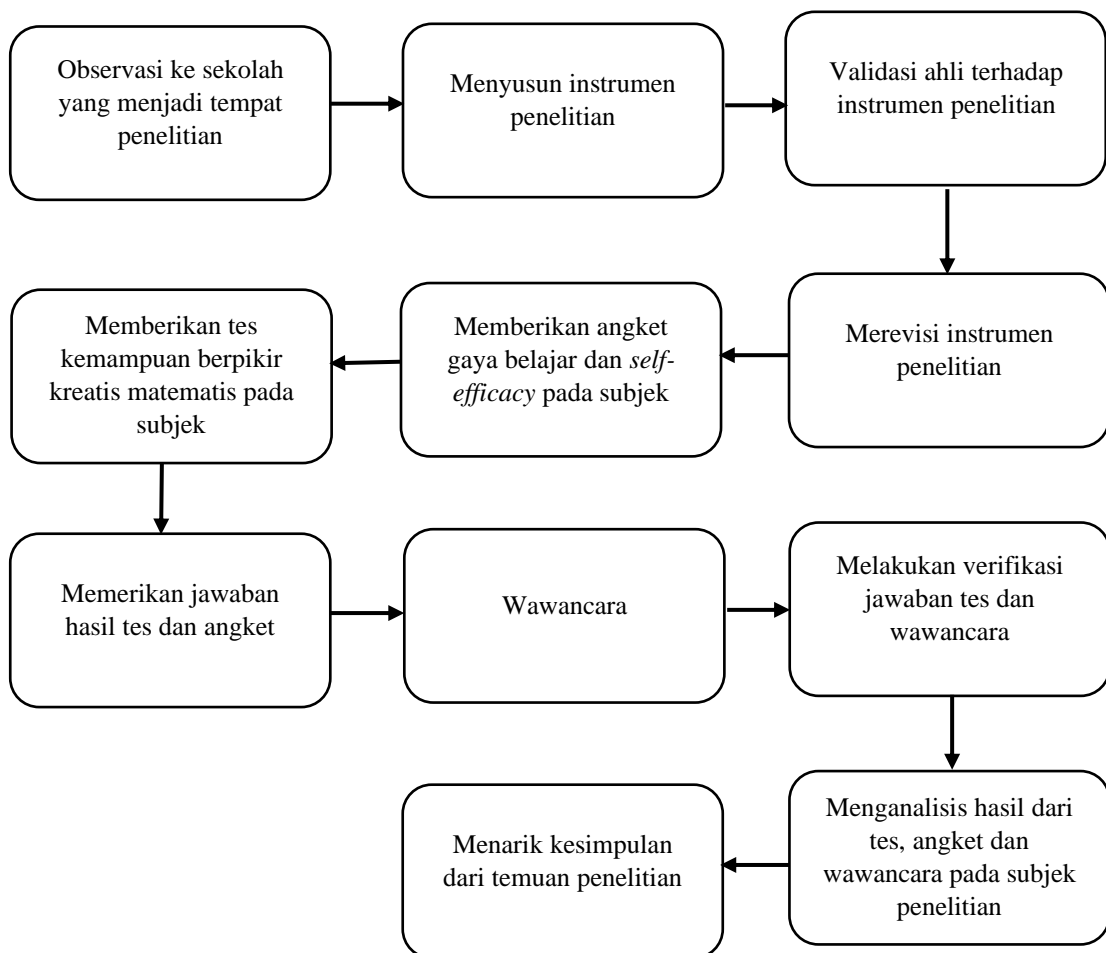 Observasi ke sekolah
yang menjadi tempat
penelitian
Menyusun instrumen
penelitian
Validasi ahli terhadap
instrumen penelitian
Merevisi instrumen
penelitian
Memberikan angket
gaya belajar dan self-
efficacy pada subjek
Memberikan tes
kemampuan berpikir
kreatis matematis pada
subjek
Memerikan jawaban
hasil tes dan angket
Wawancara
Melakukan verifikasi
jawaban tes dan
wawancara
Menganalisis hasil dari
tes, angket dan
wawancara pada subjek
penelitian
Menarik kesimpulan
dari temuan penelitian